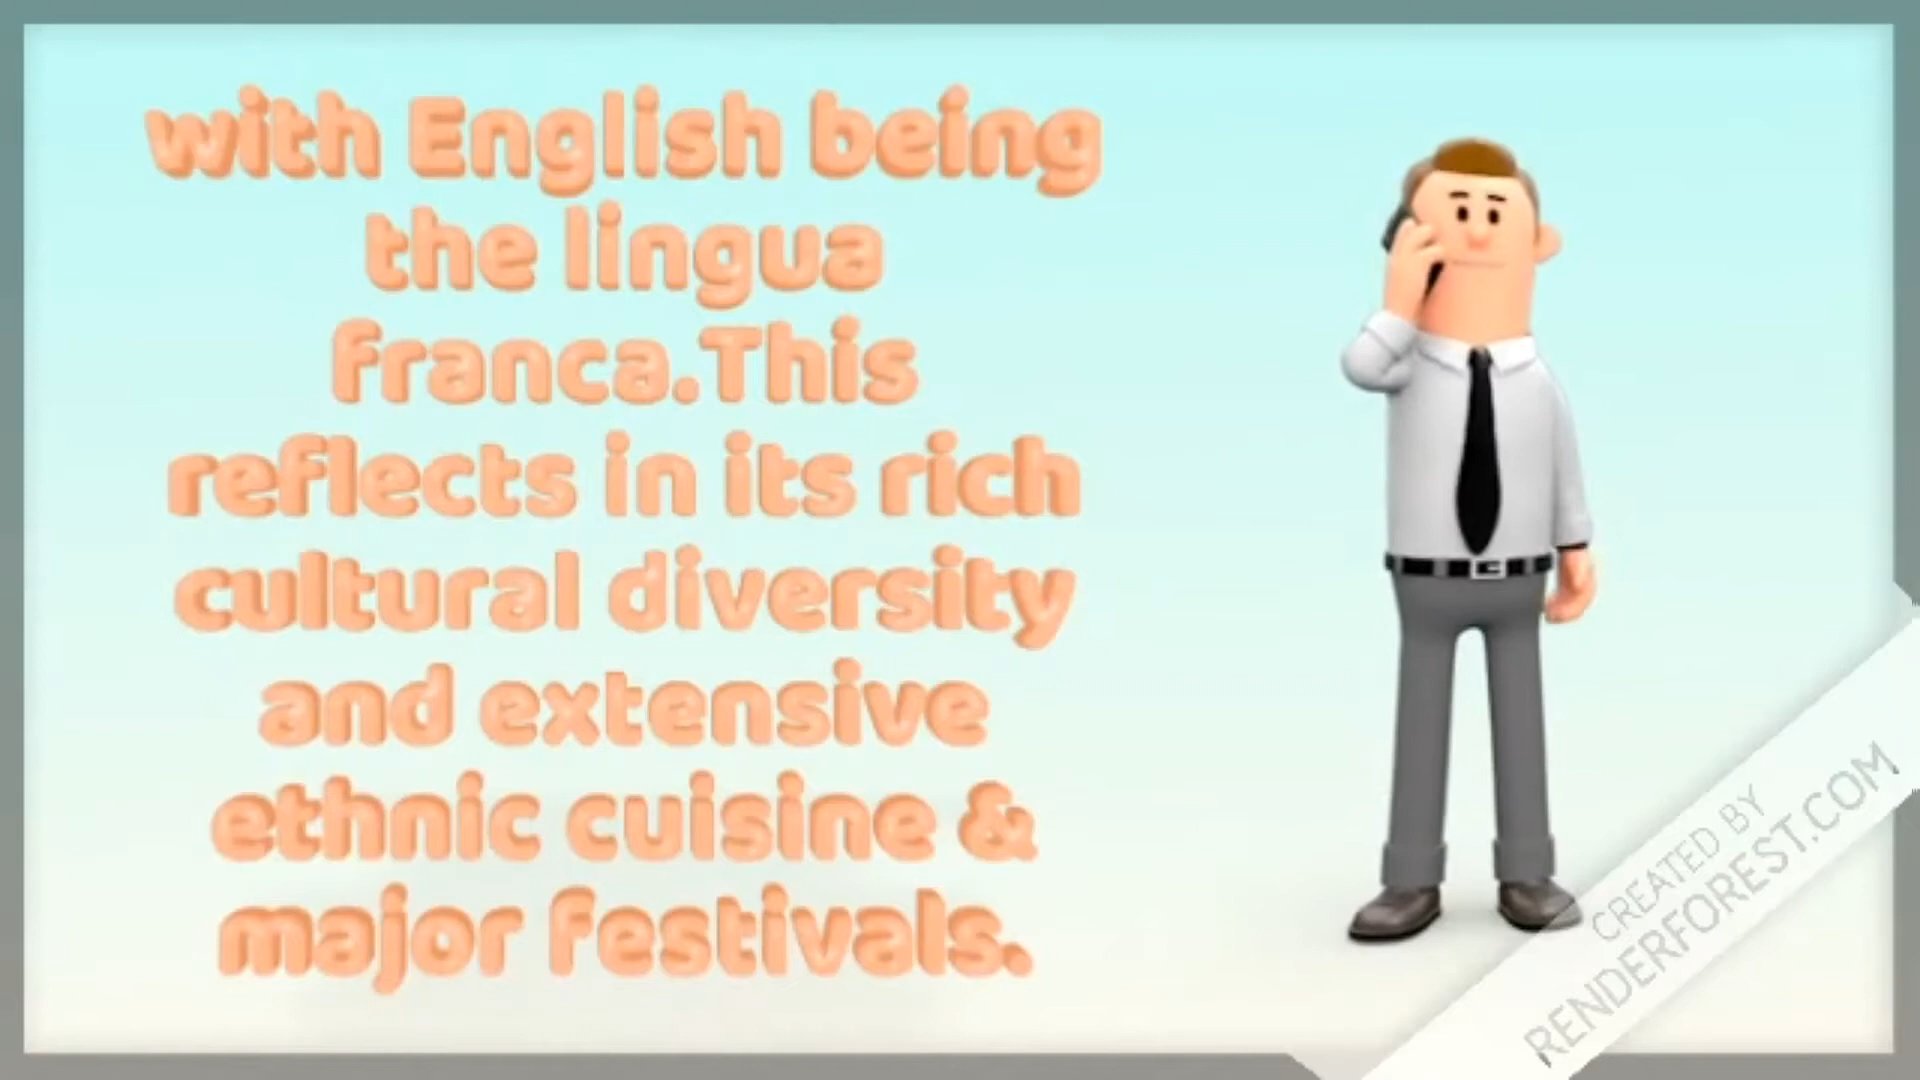 with English being
the lingua
franca.This
reflects in its rich
cultural diversity
and extensive
ethnic cuisine &
major festivals.
CREATED BY
RENDERFOREST.COM